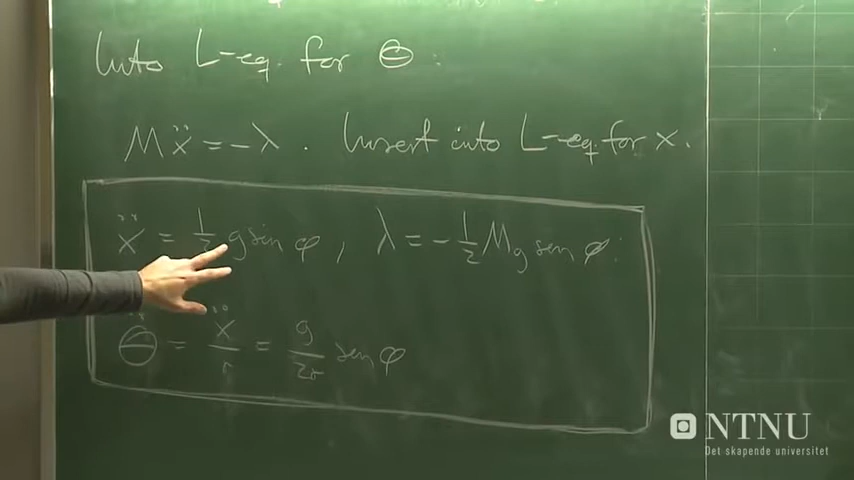 Into L-eq. for Θ:
Mẍ = -λ. Insert into L-eq. for x.
ẍ = 1/2 g sin φ, λ = -1/2 Mg sin φ:
Θ̈ = ẍ/r = g/2r sin φ
NTNU
Det skapende universitet